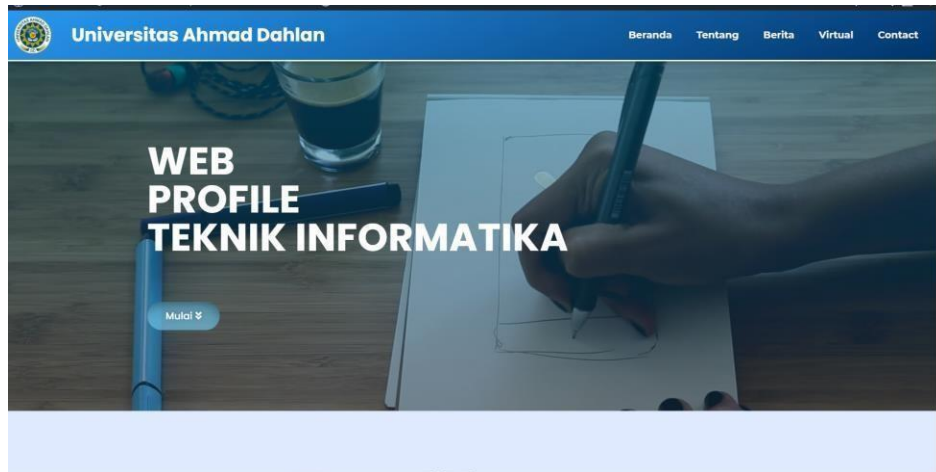 Universitas Ahmad Dahlan
Beranda Tentang Berita Virtual Contact
WEB
PROFILE
TEKNIK INFORMATIKA
Mulai